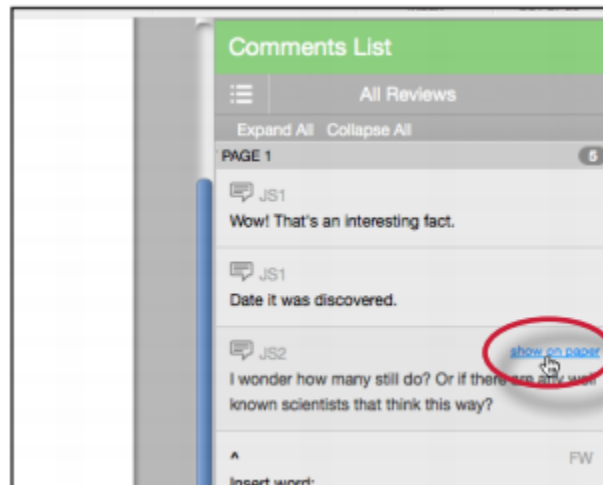 Comments List
All Reviews
Expand All Collapse All
PAGE 1 5
JS1
Wow! That's an interesting fact.
JS1
Date it was discovered.
JS2 show on paper
I wonder how many still do? Or if there are any well
known scientists that think this way?
^ FW
Insert word: